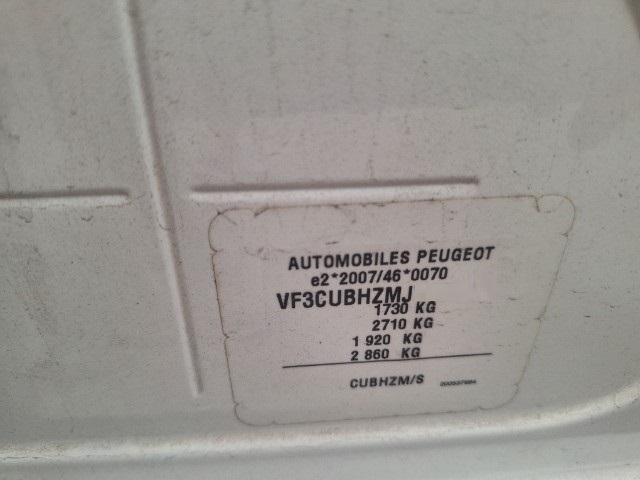 AUTOMOBILES PEUGEOT
e2*2007/46*0070
VF3CUBHZMJ
1730 KG
2710 KG
1 920 KG
2 860 KG
CUBHZM/S